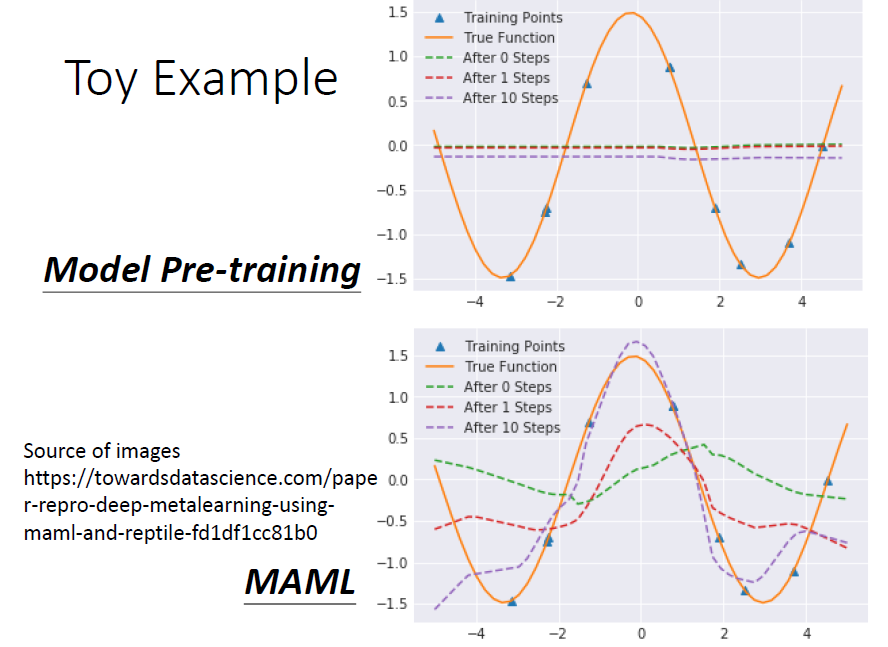 Toy Example
Model Pre-training
1.5
1.0
0.5
0.0
−0.5
−1.0
−1.5
Training Points
True Function
After 0 Steps
After 1 Steps
After 10 Steps
−4
−2
0
2
4
Source of images
https://towardsdatascience.com/pape
r-repro-deep-metalearning-using-
maml-and-reptile-fd1df1cc81b0
MAML
1.5
1.0
0.5
0.0
−0.5
−1.0
−1.5
Training Points
True Function
After 0 Steps
After 1 Steps
After 10 Steps
−4
−2
0
2
4